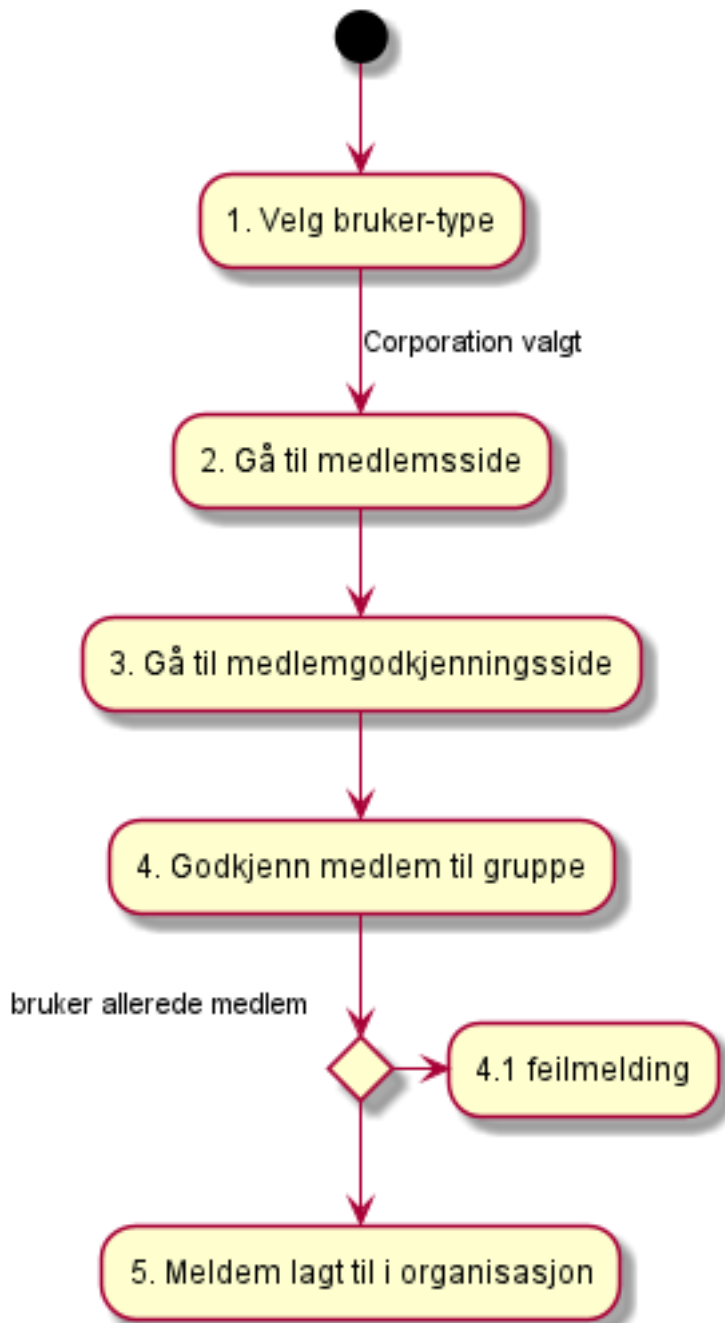 1. Velg bruker-type
Corporation valgt
2. Gå til medlemsside
3. Gå til medlemgodkjenningsside
4. Godkjenn medlem til gruppe
bruker allerede medlem
4.1 feilmelding
5. Meldem lagt til i organisasjon